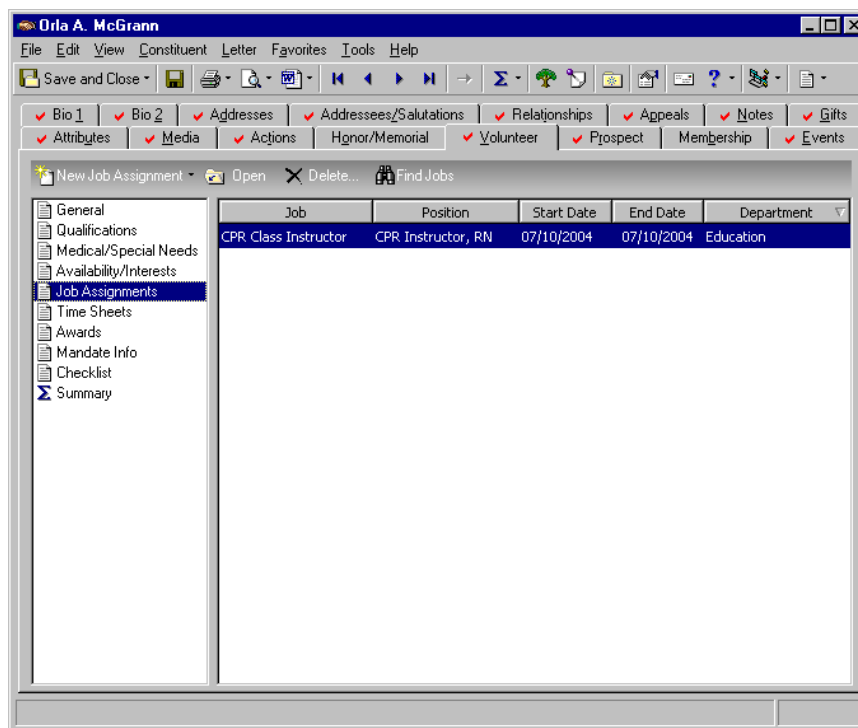 Orla A. McGrann
File Edit View Constituent Letter Favorites Tools Help
Save and Close
Bio 1 Bio 2 Addresses Addressees/Salutations Relationships Appeals Notes Gifts
Attributes Media Actions Honor/Memorial Volunteer Prospect Membership Events
New Job Assignment Open Delete... Find Jobs
General
Qualifications
Medical/Special Needs
Availability/Interests
Job Assignments
Time Sheets
Awards
Mandate Info
Checklist
Summary
Job Position Start Date End Date Department
CPR Class Instructor CPR Instructor, RN 07/10/2004 07/10/2004 Education